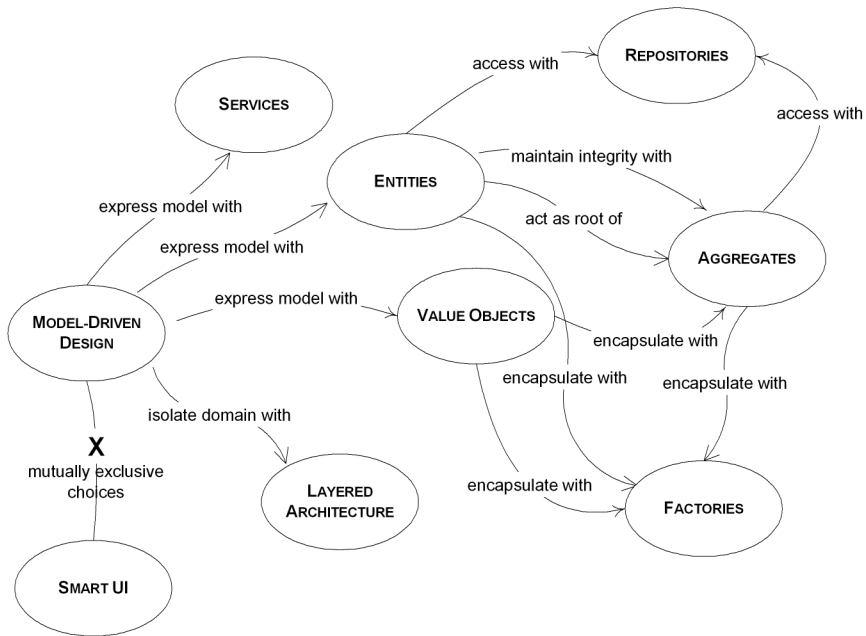 REPOSITORIES
access with
SERVICES
access with
maintain integrity with
ENTITIES
express model with
act as root of
express model with
AGGREGATES
express model with
VALUE OBJECTS
MODEL-DRIVEN
DESIGN
encapsulate with
encapsulate with
encapsulate with
isolate domain with
X
mutually exclusive
choices
encapsulate with
LAYERED
ARCHITECTURE
FACTORIES
SMART UI